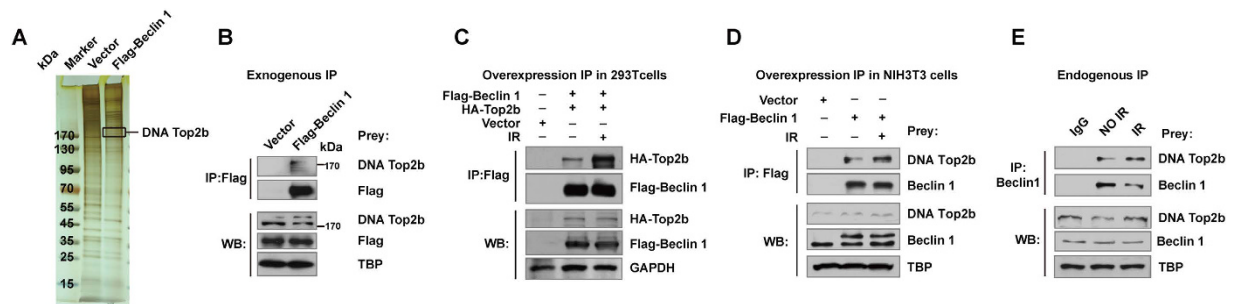 A
kDa
Marker
Vector
Flag-Beclin 1
170
130
95
70
55
45
35
25
15
DNA Top2b
B
Exnogenous IP
Vector
Flag-Beclin 1
kDa
Prey:
IP:Flag
170
DNA Top2b
Flag
WB:
170
DNA Top2b
Flag
TBP
C
Overexpression IP in 293Tcells
Flag-Beclin 1 – + +
HA-Top2b – + +
Vector + – –
IR – – +
IP:Flag
HA-Top2b
Flag-Beclin 1
WB:
HA-Top2b
Flag-Beclin 1
GAPDH
D
Overexpression IP in NIH3T3 cells
Vector + – –
Flag-Beclin 1 – + +
IR – – +
Prey:
IP: Flag
DNA Top2b
Beclin 1
WB:
DNA Top2b
Beclin 1
TBP
E
Endogenous IP
IgG
NO IR
IR
Prey:
IP:
Beclin1
DNA Top2b
Beclin 1
WB:
DNA Top2b
Beclin 1
TBP